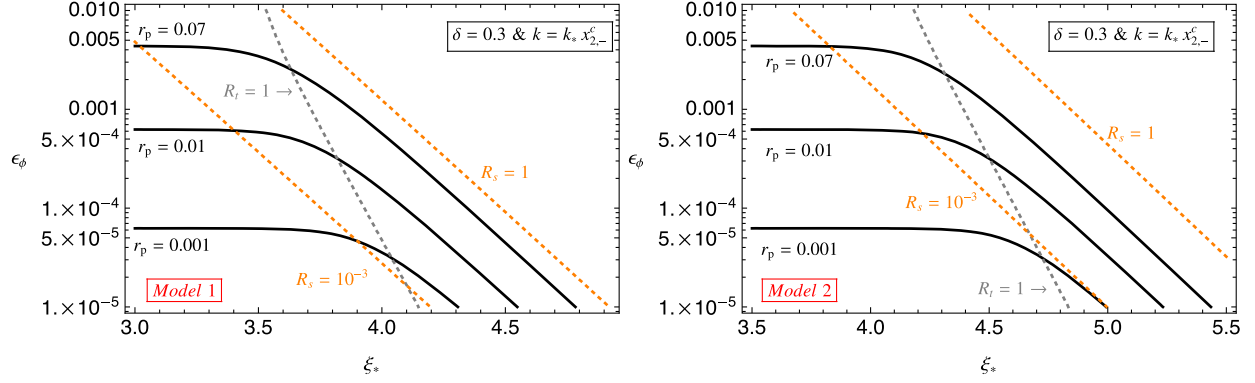 0.010
0.005
0.001
5.×10⁻⁴
1.×10⁻⁴
5.×10⁻⁵
1.×10⁻⁵
ϵ_ϕ
r_p = 0.07
r_p = 0.01
r_p = 0.001
R_t = 1 →
R_s = 1
R_s = 10⁻³
δ = 0.3 & k = k_* x^c_{2,−}
Model 1
3.0 3.5 4.0 4.5
ξ_*
0.010
0.005
0.001
5.×10⁻⁴
1.×10⁻⁴
5.×10⁻⁵
1.×10⁻⁵
ϵ_ϕ
r_p = 0.07
r_p = 0.01
r_p = 0.001
R_s = 1
R_s = 10⁻³
R_t = 1 →
δ = 0.3 & k = k_* x^c_{2,−}
Model 2
3.5 4.0 4.5 5.0 5.5
ξ_*